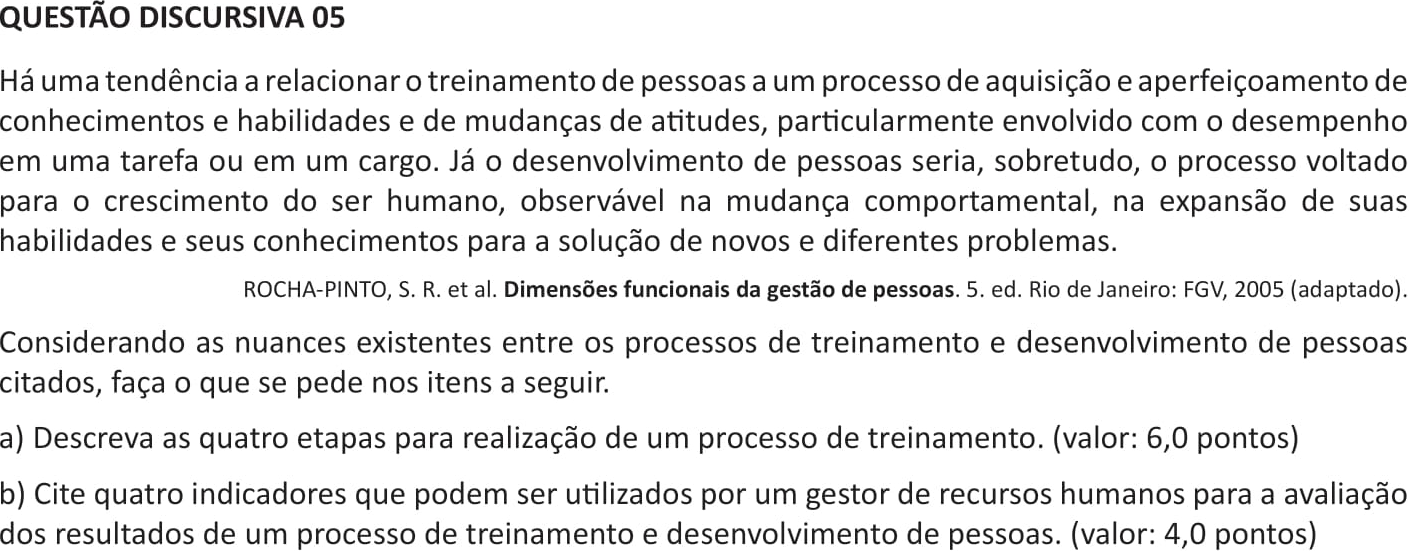 QUESTÃO DISCURSIVA 05
Há uma tendência a relacionar o treinamento de pessoas a um processo de aquisição e aperfeiçoamento de
conhecimentos e habilidades e de mudanças de atitudes, particularmente envolvido com o desempenho
em uma tarefa ou em um cargo. Já o desenvolvimento de pessoas seria, sobretudo, o processo voltado
para o crescimento do ser humano, observável na mudança comportamental, na expansão de suas
habilidades e seus conhecimentos para a solução de novos e diferentes problemas.
ROCHA-PINTO, S. R. et al. Dimensões funcionais da gestão de pessoas. 5. ed. Rio de Janeiro: FGV, 2005 (adaptado).
Considerando as nuances existentes entre os processos de treinamento e desenvolvimento de pessoas
citados, faça o que se pede nos itens a seguir.
a) Descreva as quatro etapas para realização de um processo de treinamento. (valor: 6,0 pontos)
b) Cite quatro indicadores que podem ser utilizados por um gestor de recursos humanos para a avaliação
dos resultados de um processo de treinamento e desenvolvimento de pessoas. (valor: 4,0 pontos)